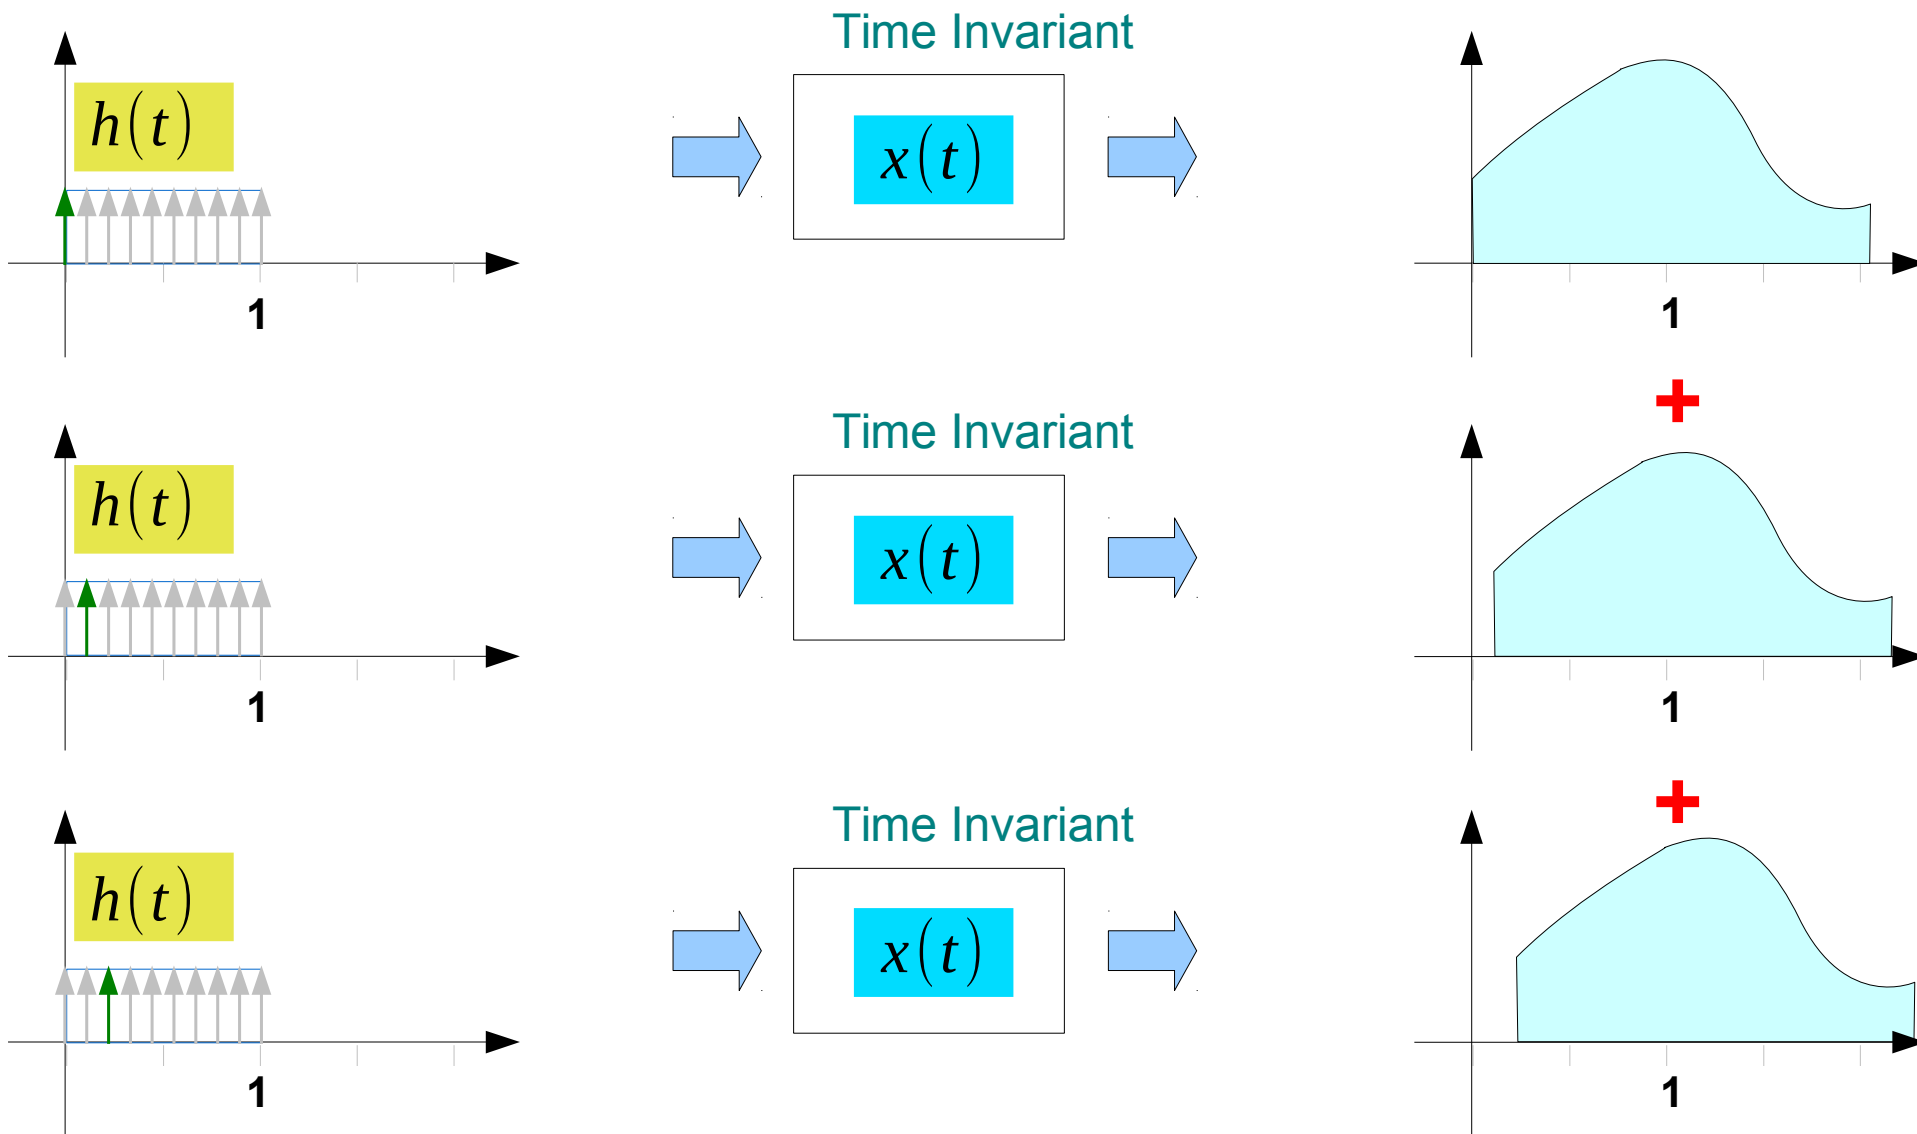 Time Invariant
h(t)
x(t)
1
1
+
Time Invariant
h(t)
x(t)
1
1
+
Time Invariant
h(t)
x(t)
1
1